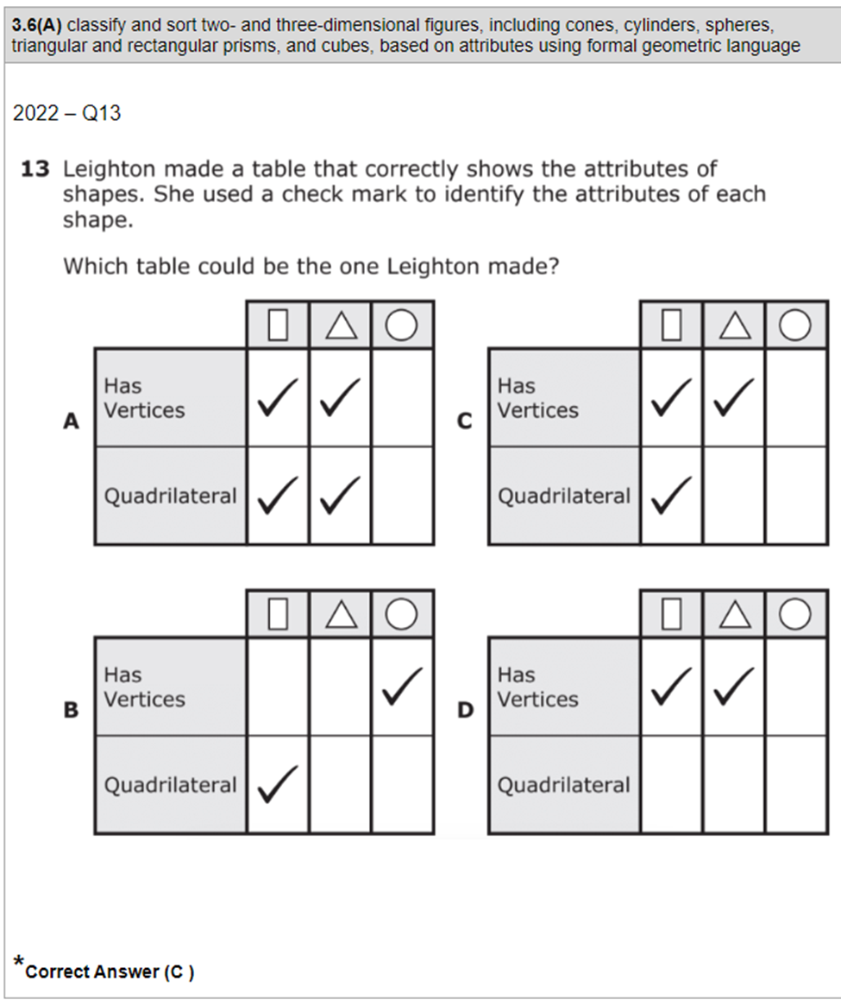 3.6(A) classify and sort two- and three-dimensional figures, including cones, cylinders, spheres,
triangular and rectangular prisms, and cubes, based on attributes using formal geometric language
2022 – Q13
13 Leighton made a table that correctly shows the attributes of
shapes. She used a check mark to identify the attributes of each
shape.
Which table could be the one Leighton made?
A
Has
Vertices
Quadrilateral
C
Has
Vertices
Quadrilateral
B
Has
Vertices
Quadrilateral
D
Has
Vertices
Quadrilateral
*Correct Answer (C )